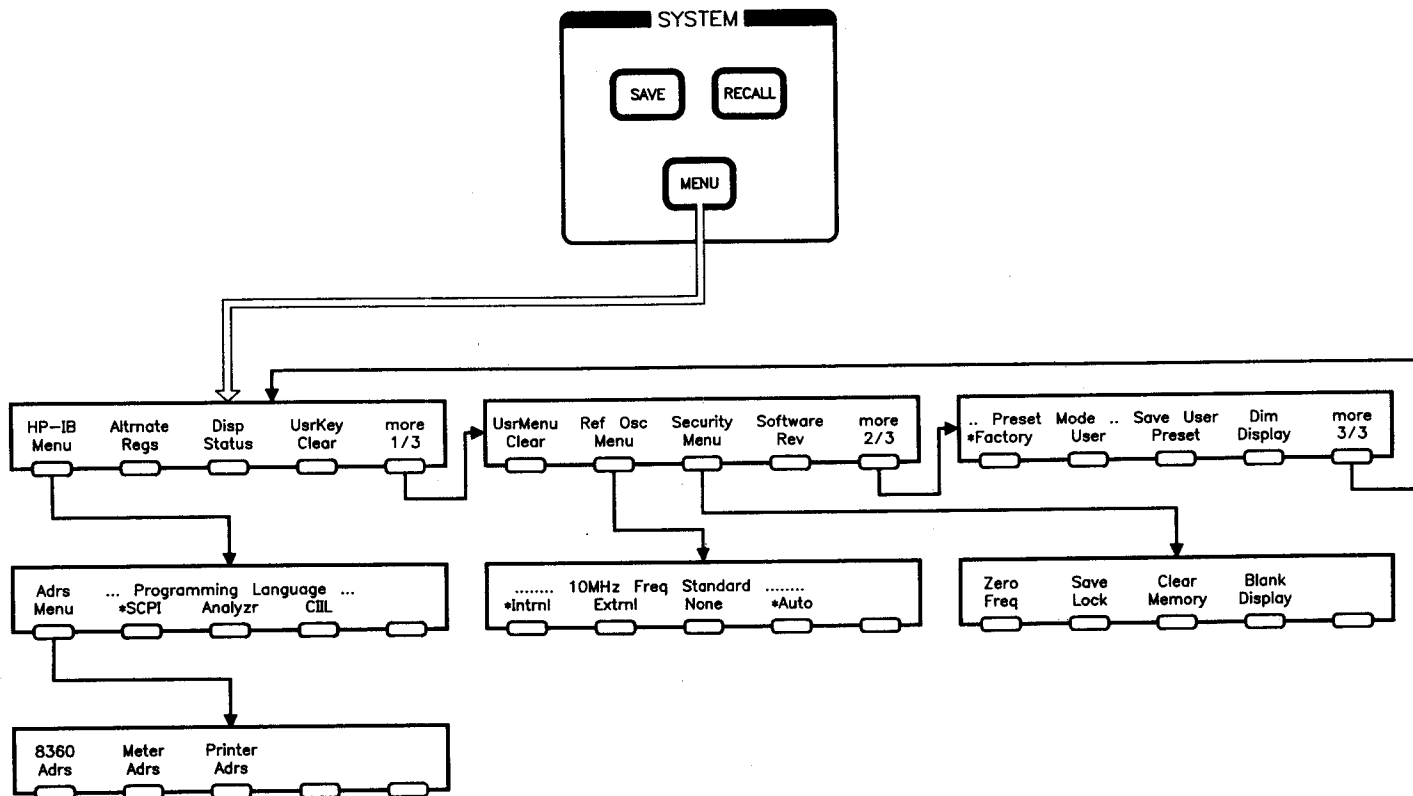 SYSTEM
SAVE
RECALL
MENU
HP-IB Menu
Altrnate Regs
Disp Status
UsrKey Clear
more 1/3
UsrMenu Clear
Ref Osc Menu
Security Menu
Software Rev
more 2/3
.. Preset Mode .. Save User Dim more
*Factory User Preset Display 3/3
Adrs ... Programming Language ...
Menu *SCPI Analyzr CIIL
........ 10MHz Freq Standard ........
*Intrnl Extrnl None *Auto
Zero Freq
Save Lock
Clear Memory
Blank Display
8360 Adrs
Meter Adrs
Printer Adrs